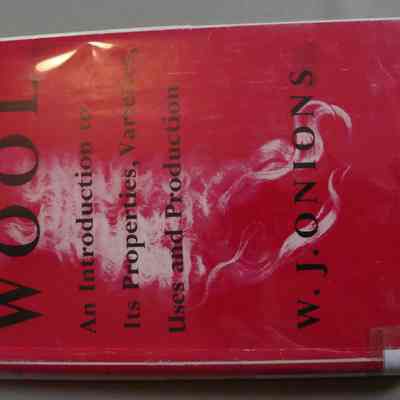 WOOL
An Introduction to
Its Properties, Varieties,
Uses and Production
W. J. ONIONS